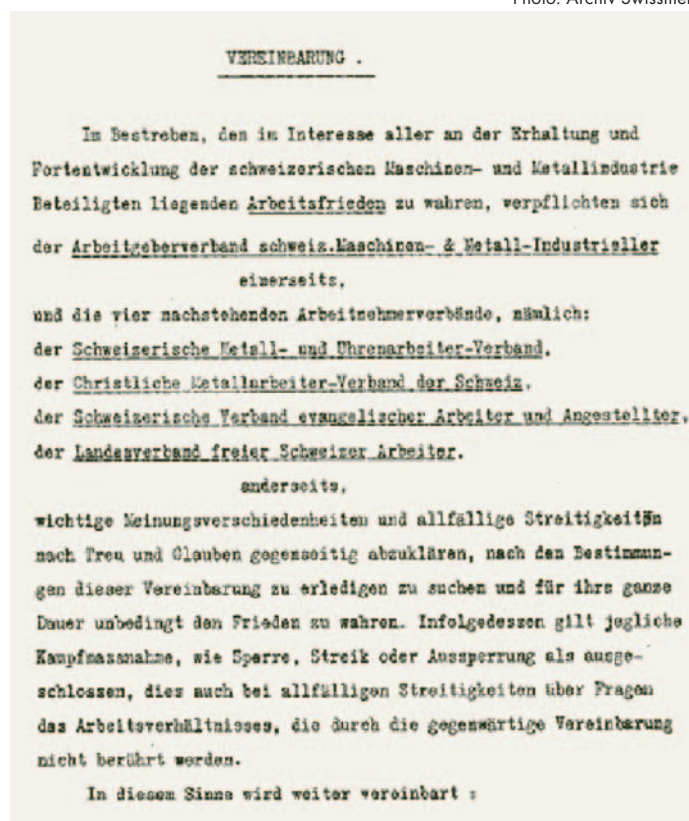 Photo: Archiv Swissmem
VEREINBARUNG .
Im Bestreben, den im Interesse aller an der Erhaltung und
Fortentwicklung der schweizerischen Maschinen- und Metallindustrie
Beteiligten liegenden Arbeitsfrieden zu wahren, verpflichten sich
der Arbeitgeberverband schweiz.Maschinen- & Metall-Industrieller
einerseits,
und die vier nachstehenden Arbeitnehmerverbände, nämlich:
der Schweizerische Metall- und Uhrenarbeiter-Verband,
der Christliche Metallarbeiter-Verband der Schweiz,
der Schweizerische Verband evangelischer Arbeiter und Angestellter,
der Landesverband freier Schweizer Arbeiter,
anderseits,
wichtige Meinungsverschiedenheiten und allfällige Streitigkeiten
nach Treu und Glauben gegenseitig abzuklären, nach den Bestimmun-
gen dieser Vereinbarung zu erledigen zu suchen und für ihre ganze
Dauer unbedingt den Frieden zu wahren. Infolgedessen gilt jegliche
Kampfmassnahme, wie Sperre, Streik oder Aussperrung als ausge-
schlossen, dies auch bei allfälligen Streitigkeiten über Fragen
des Arbeitsverhältnisses, die durch die gegenwärtige Vereinbarung
nicht berührt werden.
In diesem Sinne wird weiter vereinbart :